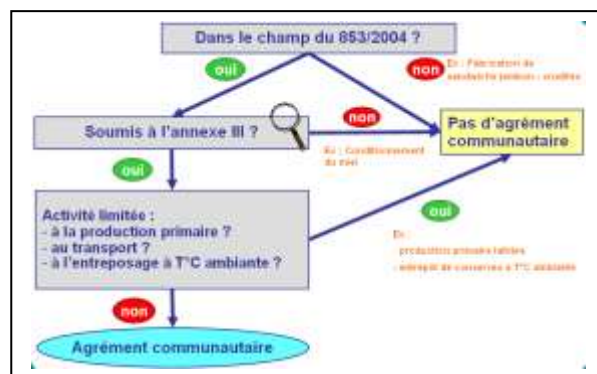 Dans le champ du 853/2004 ?
oui
non
Ex : Fabrication de
sandwichs jambon - crudités
Soumis à l'annexe III ?
non
Pas d'agrément
communautaire
Ex : Conditionnement
du miel
oui
Activité limitée :
- à la production primaire ?
- au transport ?
- à l'entreposage à T°C ambiante ?
oui
Ex :
production primaire laitière
- entrepôt de conserves à T°C ambiante
non
Agrément communautaire